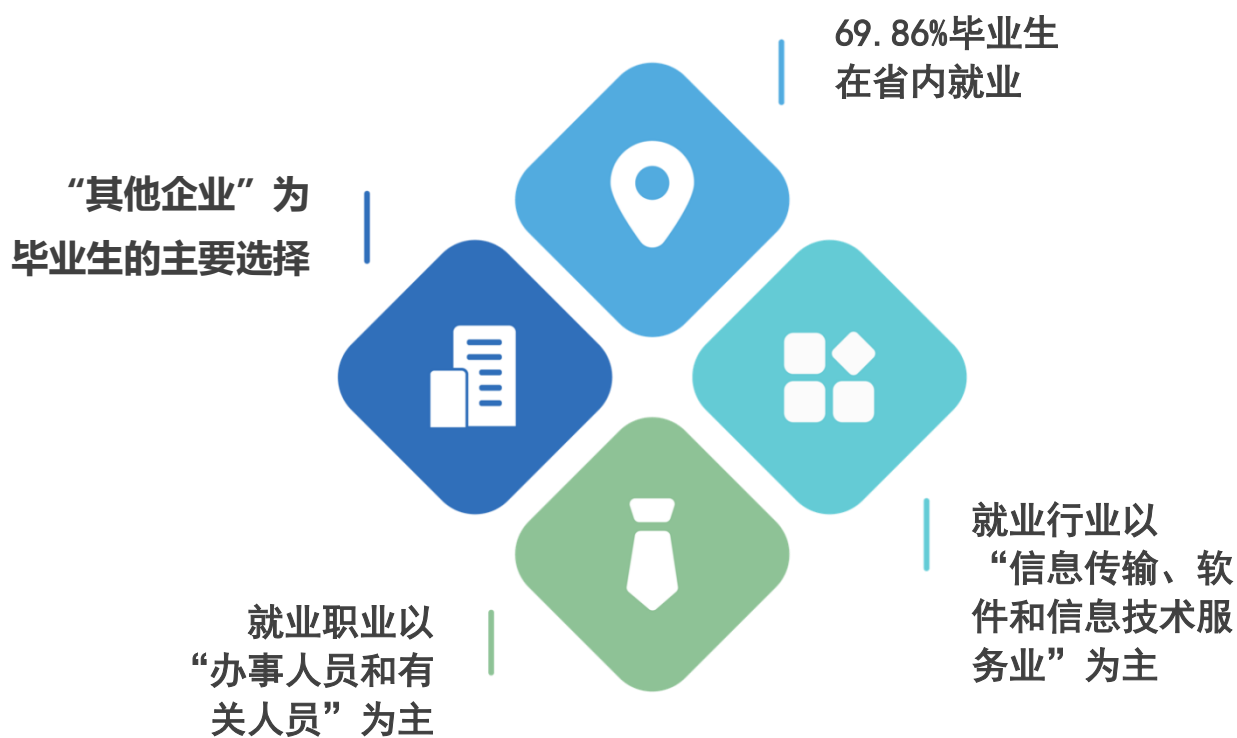 69.86%毕业生
在省内就业
“其他企业”为
毕业生的主要选择
就业行业以
“信息传输、软
件和信息技术服
务业”为主
就业职业以
“办事人员和有
关人员”为主